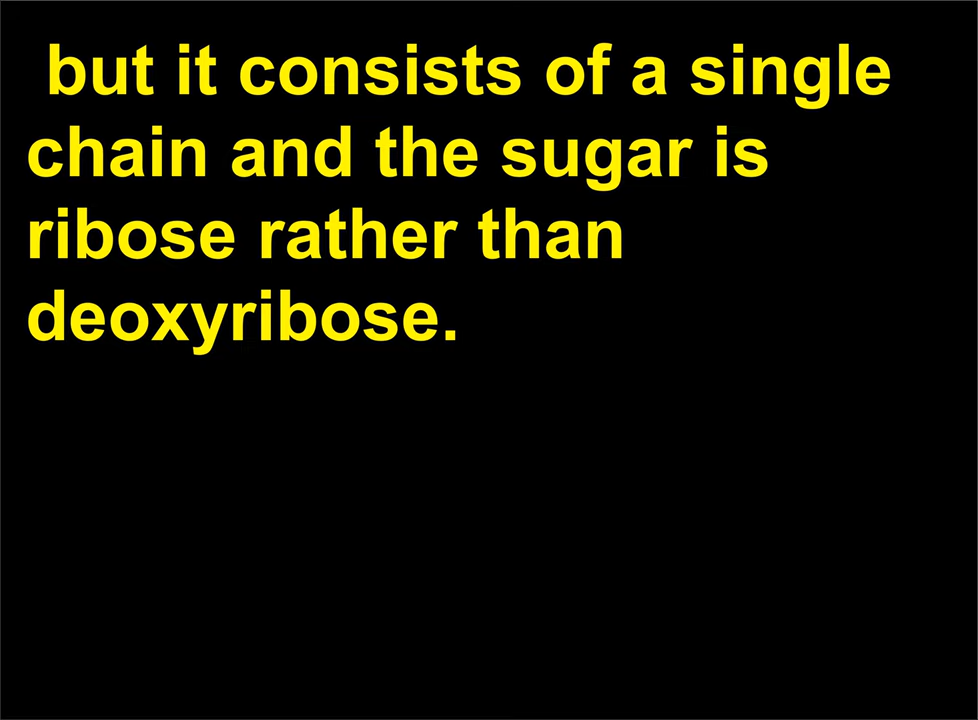 but it consists of a single
chain and the sugar is
ribose rather than
deoxyribose.